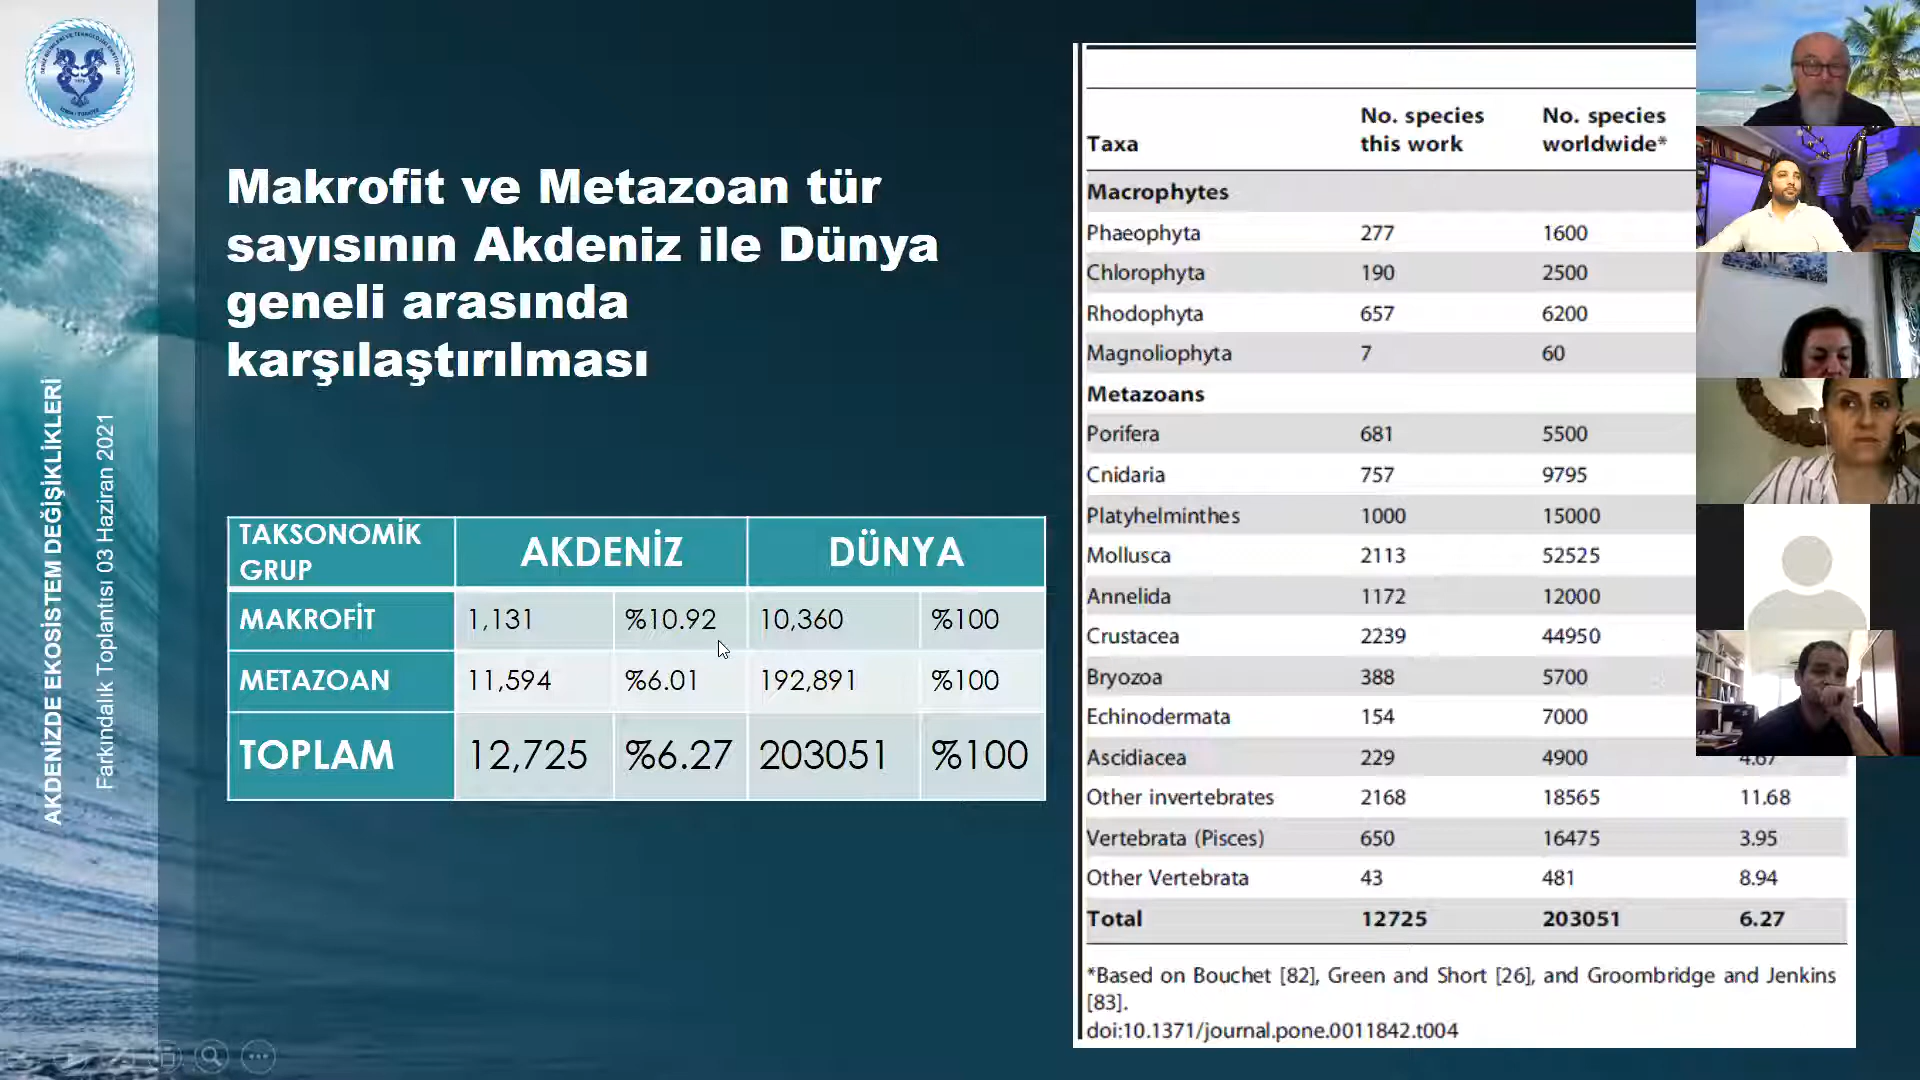 AKDENİZDE EKOSİSTEM DEĞİŞİKLİKLERİ
Farkındalık Toplantısı 03 Haziran 2021
Makrofit ve Metazoan tür
sayısının Akdeniz ile Dünya
geneli arasında
karşılaştırılması
TAKSONOMİK GRUP AKDENİZ DÜNYA
MAKROFİT 1,131 %10.92 10,360 %100
METAZOAN 11,594 %6.01 192,891 %100
TOPLAM 12,725 %6.27 203051 %100
Taxa No. species this work No. species worldwide*
Macrophytes
Phaeophyta 277 1600
Chlorophyta 190 2500
Rhodophyta 657 6200
Magnoliophyta 7 60
Metazoans
Porifera 681 5500
Cnidaria 757 9795
Platyhelminthes 1000 15000
Mollusca 2113 52525
Annelida 1172 12000
Crustacea 2239 44950
Bryozoa 388 5700
Echinodermata 154 7000
Ascidiacea 229 4900 4.67
Other invertebrates 2168 18565 11.68
Vertebrata (Pisces) 650 16475 3.95
Other Vertebrata 43 481 8.94
Total 12725 203051 6.27
*Based on Bouchet [82], Green and Short [26], and Groombridge and Jenkins
[83].
doi:10.1371/journal.pone.0011842.t004